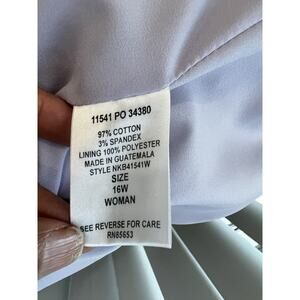 11541 PO 34380
97% COTTON
3% SPANDEX
LINING 100% POLYESTER
MADE IN GUATEMALA
STYLE NKB41541W
SIZE
16W
WOMAN
SEE REVERSE FOR CARE
RN85653